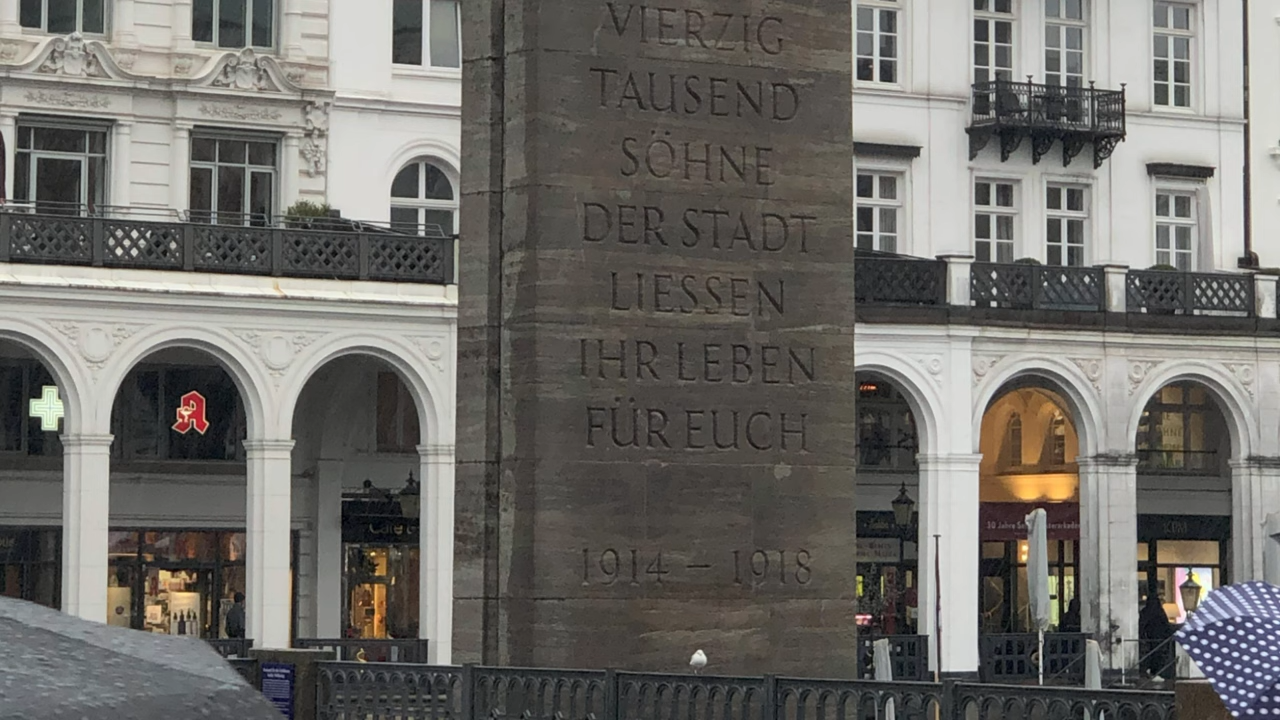 VIERZIG
TAUSEND
SÖHNE
DER STADT
LIESSEN
IHR LEBEN
FÜR EUCH
1914 – 1918